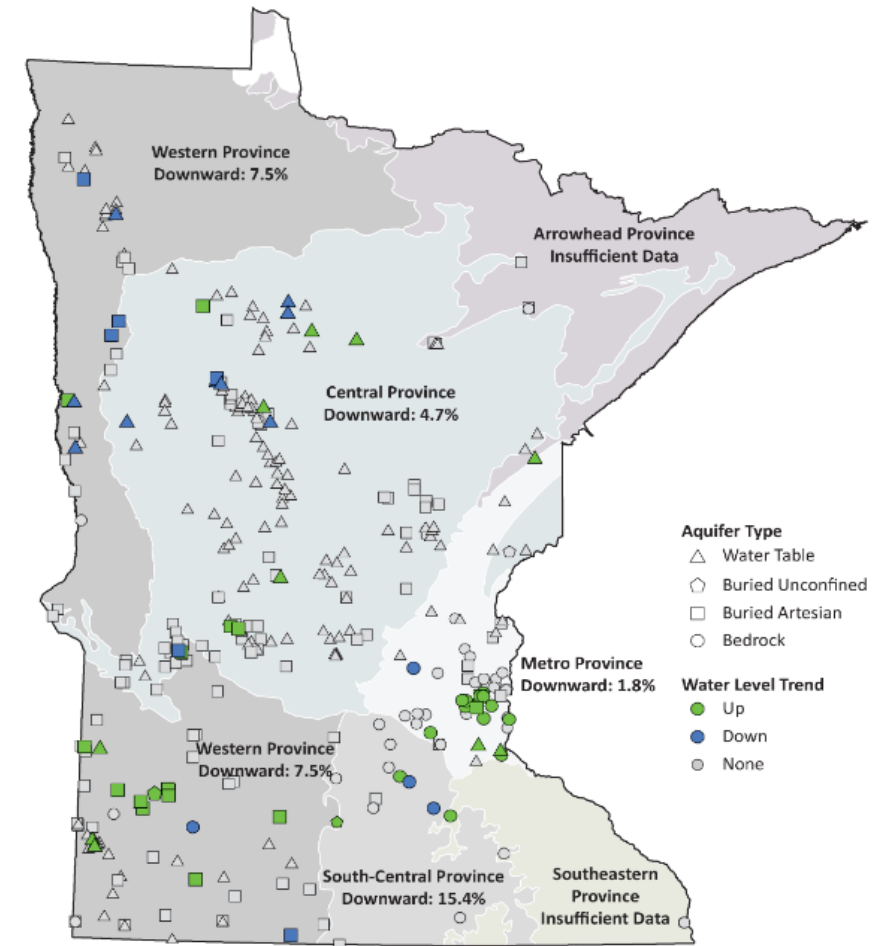 Western Province
Downward: 7.5%
Arrowhead Province
Insufficient Data
Central Province
Downward: 4.7%
Aquifer Type
Water Table
Buried Unconfined
Buried Artesian
Bedrock
Metro Province
Downward: 1.8%
Water Level Trend
Up
Down
None
Western Province
Downward: 7.5%
South-Central Province
Downward: 15.4%
Southeastern
Province
Insufficient Data